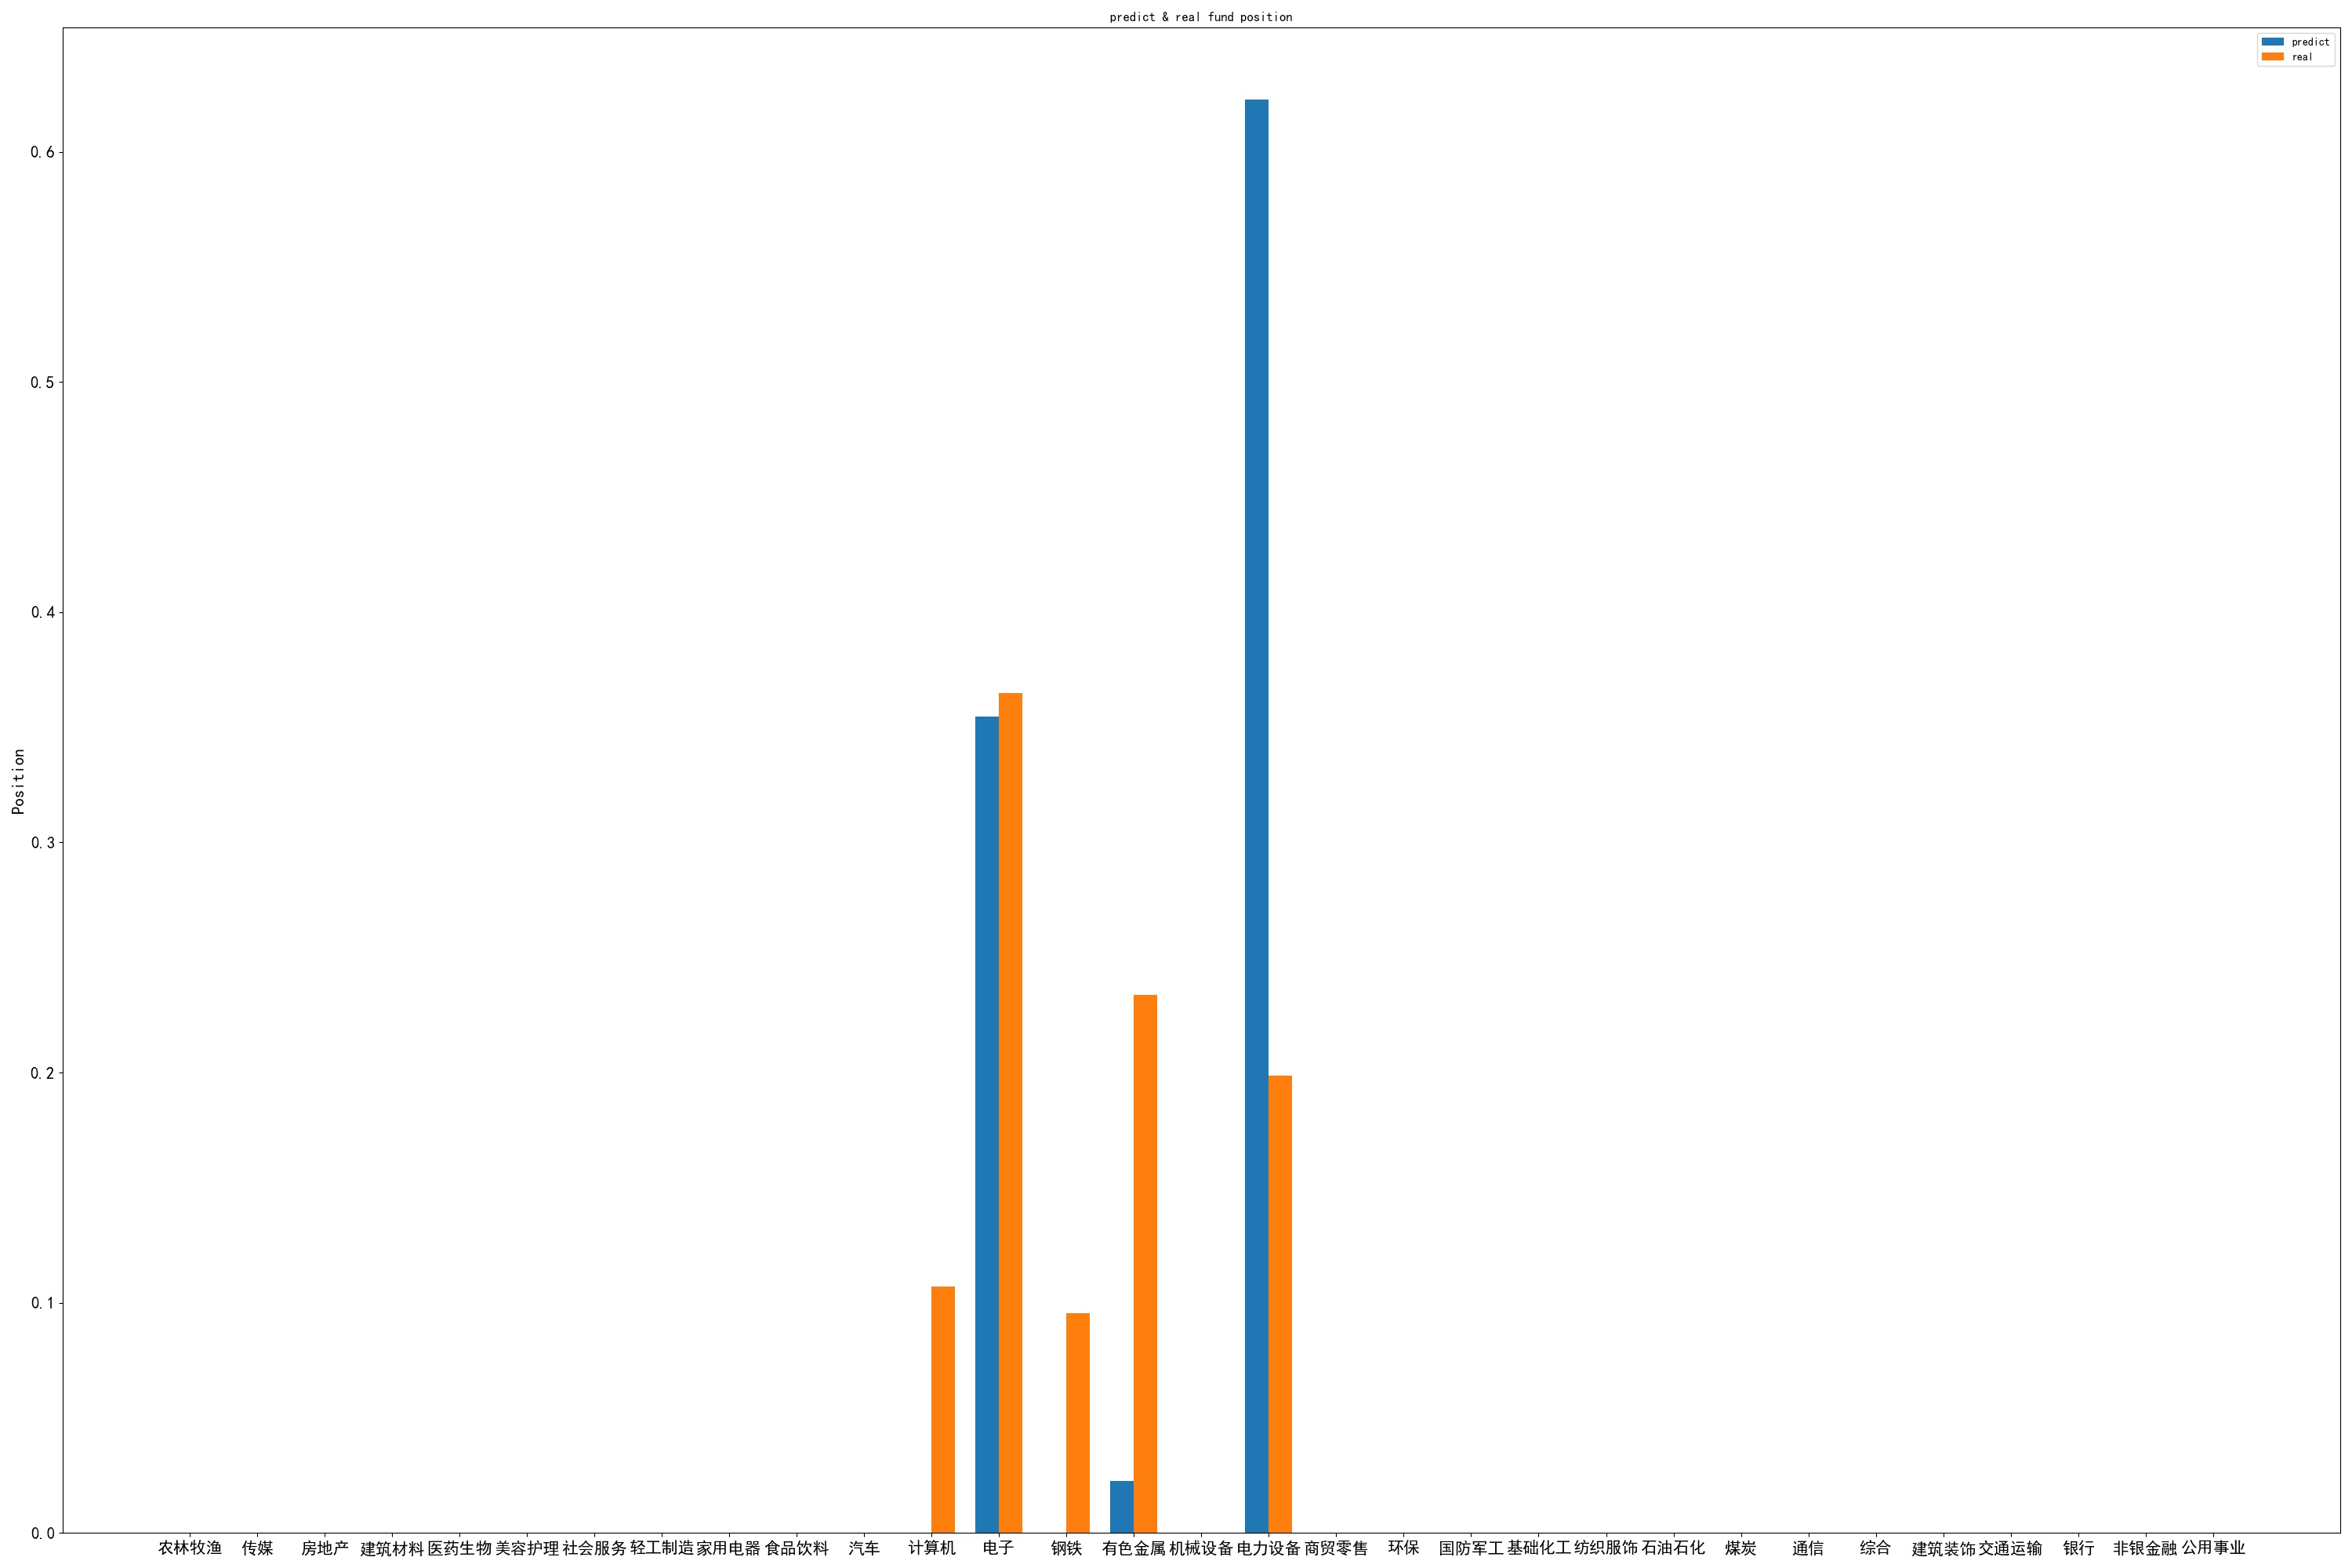 predict & real fund position
predict
real
0.6
0.5
0.4
0.3
0.2
0.1
0.0
Position
农林牧渔 传媒 房地产 建筑材料 医药生物 美容护理 社会服务 轻工制造 家用电器 食品饮料 汽车 计算机 电子 钢铁 有色金属 机械设备 电力设备 商贸零售 环保 国防军工 基础化工 纺织服饰 石油石化 煤炭 通信 综合 建筑装饰 交通运输 银行 非银金融 公用事业